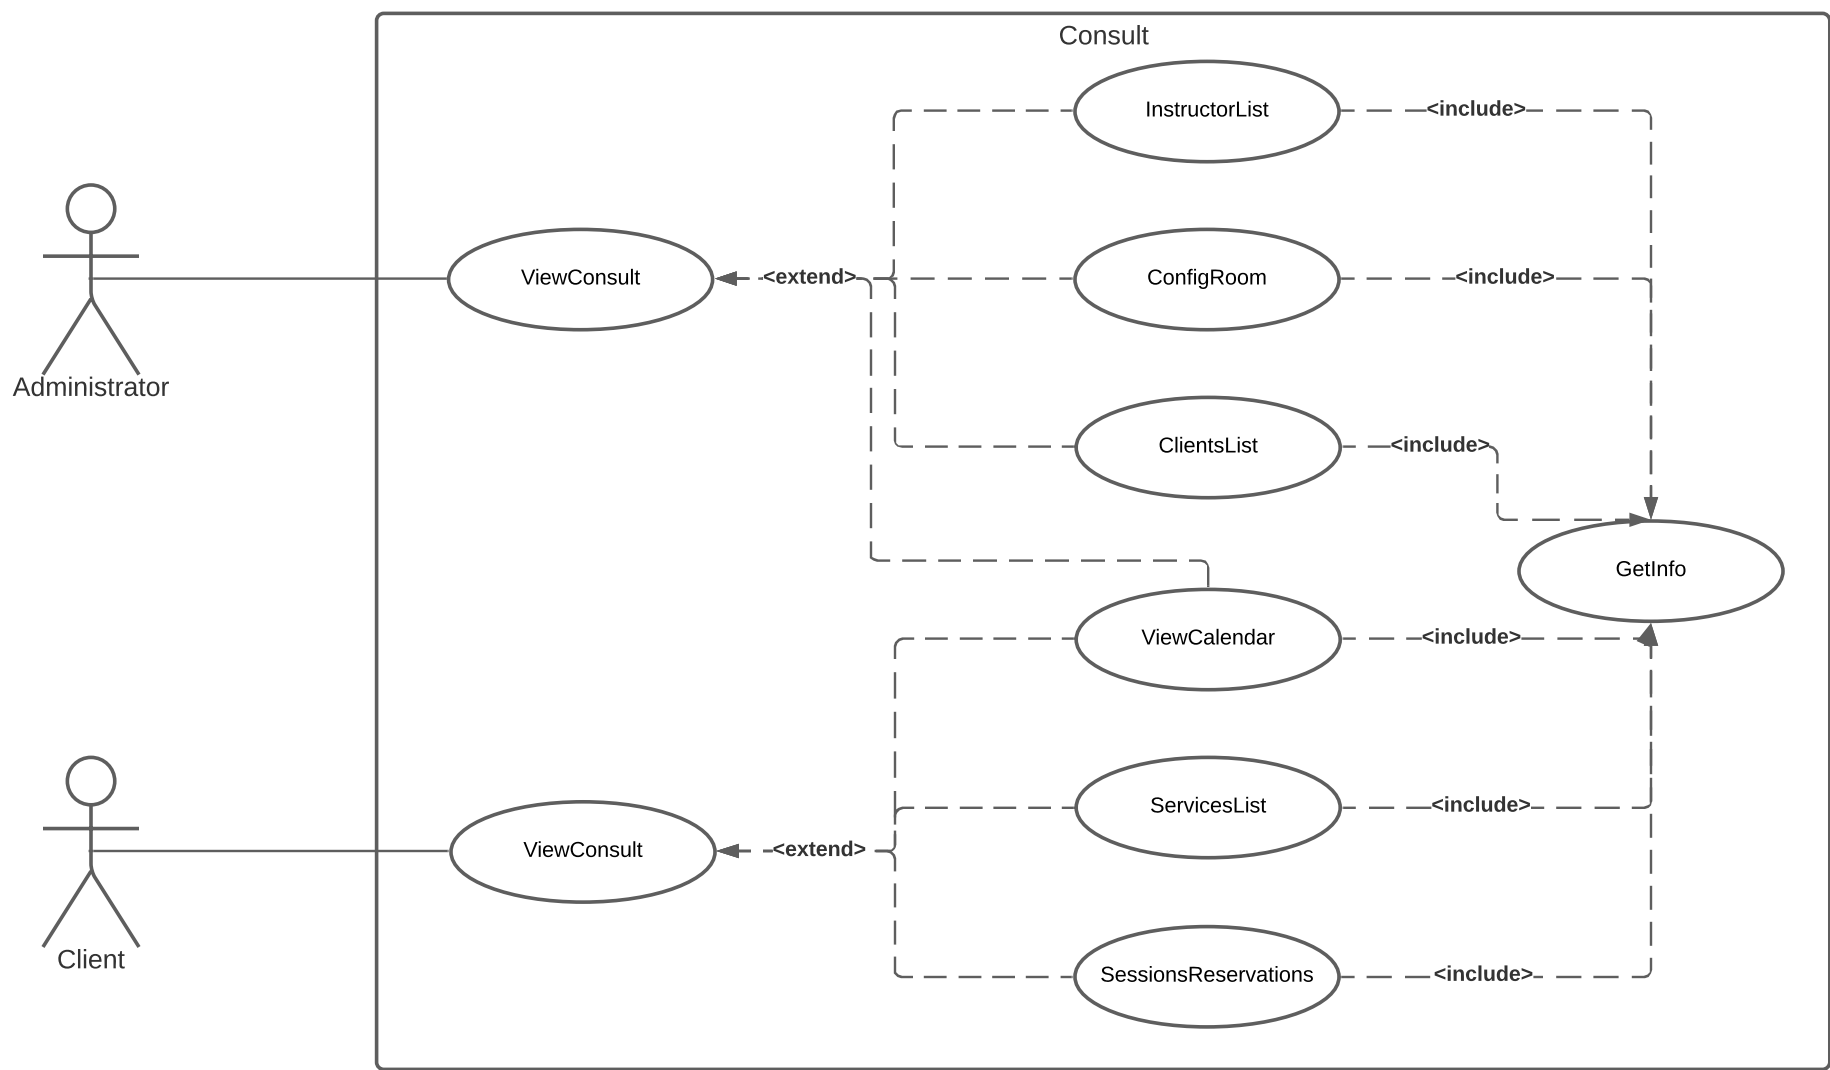 Consult
InstructorList
<include>
Administrator
ViewConsult
<extend>
ConfigRoom
<include>
ClientsList
<include>
GetInfo
ViewCalendar
<include>
ServicesList
<include>
Client
ViewConsult
<extend>
SessionsReservations
<include>